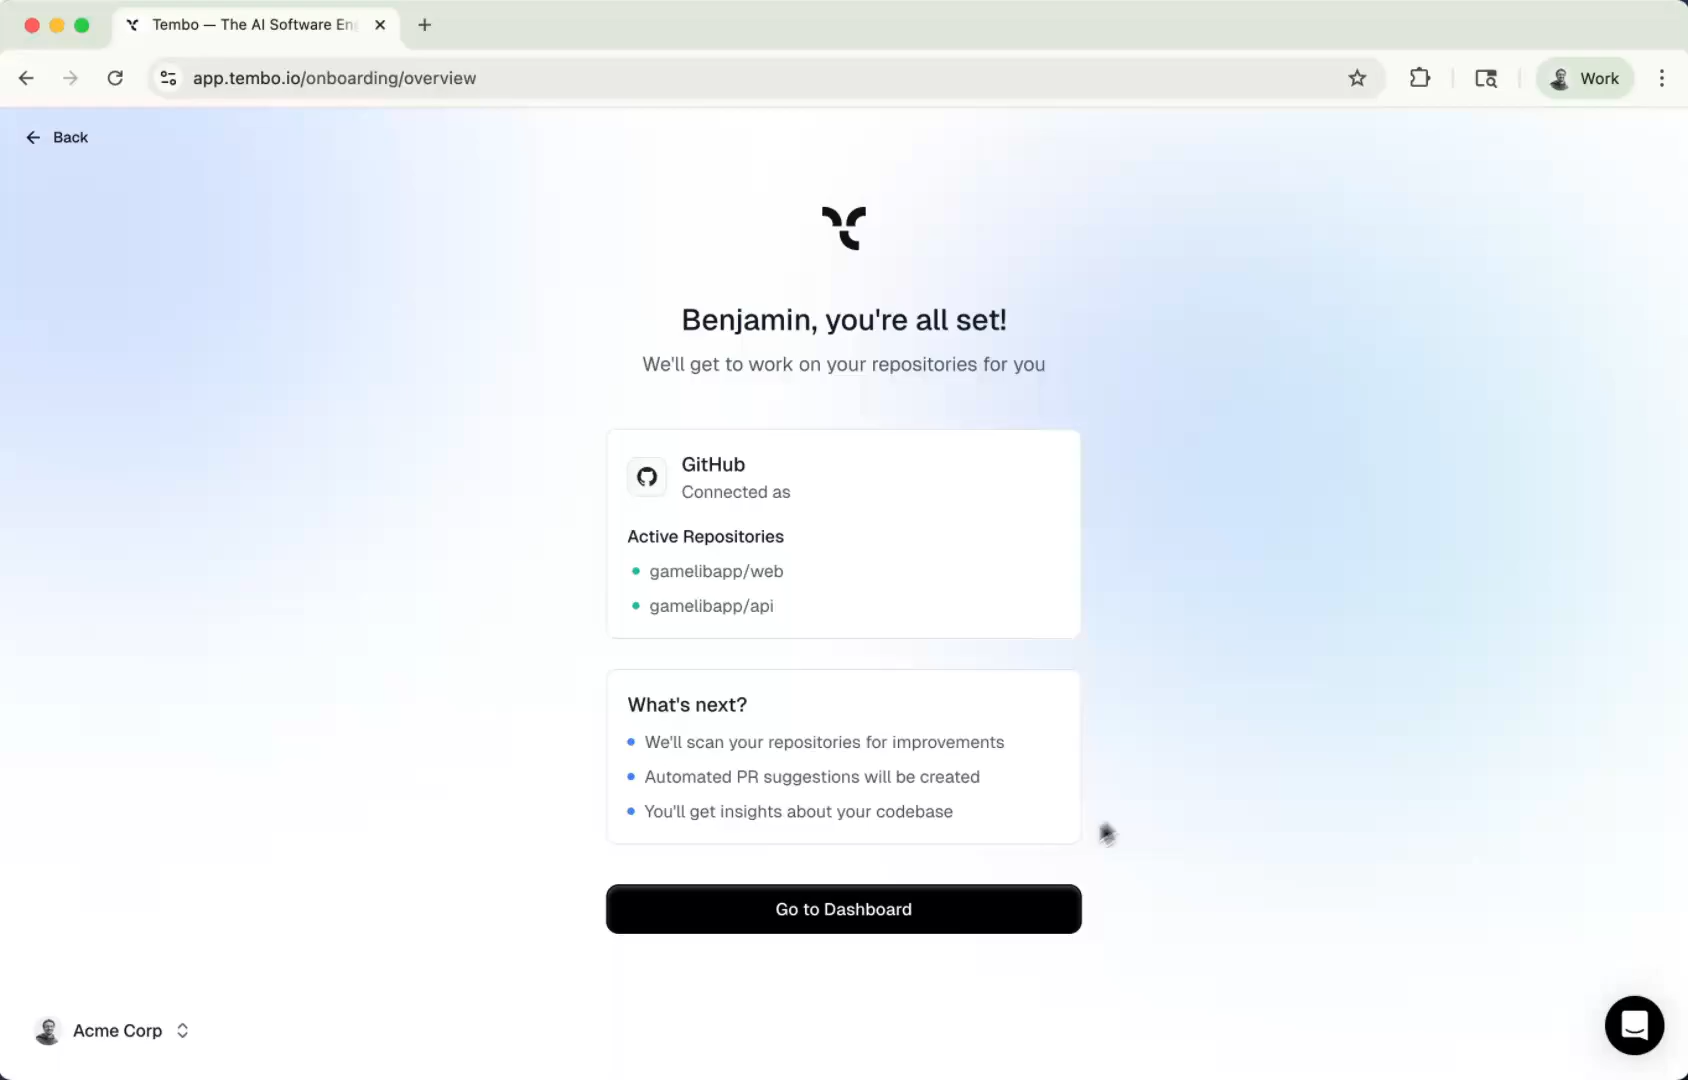 Tembo — The AI Software En
app.tembo.io/onboarding/overview
Work
Back
Benjamin, you're all set!
We'll get to work on your repositories for you
GitHub
Connected as
Active Repositories
gamelibapp/web
gamelibapp/api
What's next?
We'll scan your repositories for improvements
Automated PR suggestions will be created
You'll get insights about your codebase
Go to Dashboard
Acme Corp